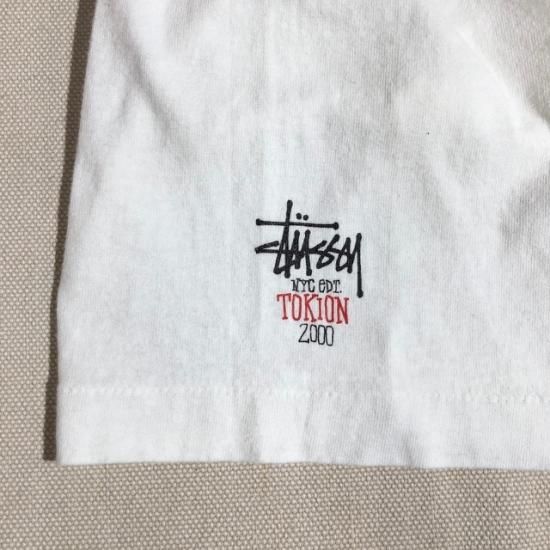 Stüssy
NYC EDT.
TOKION
2000